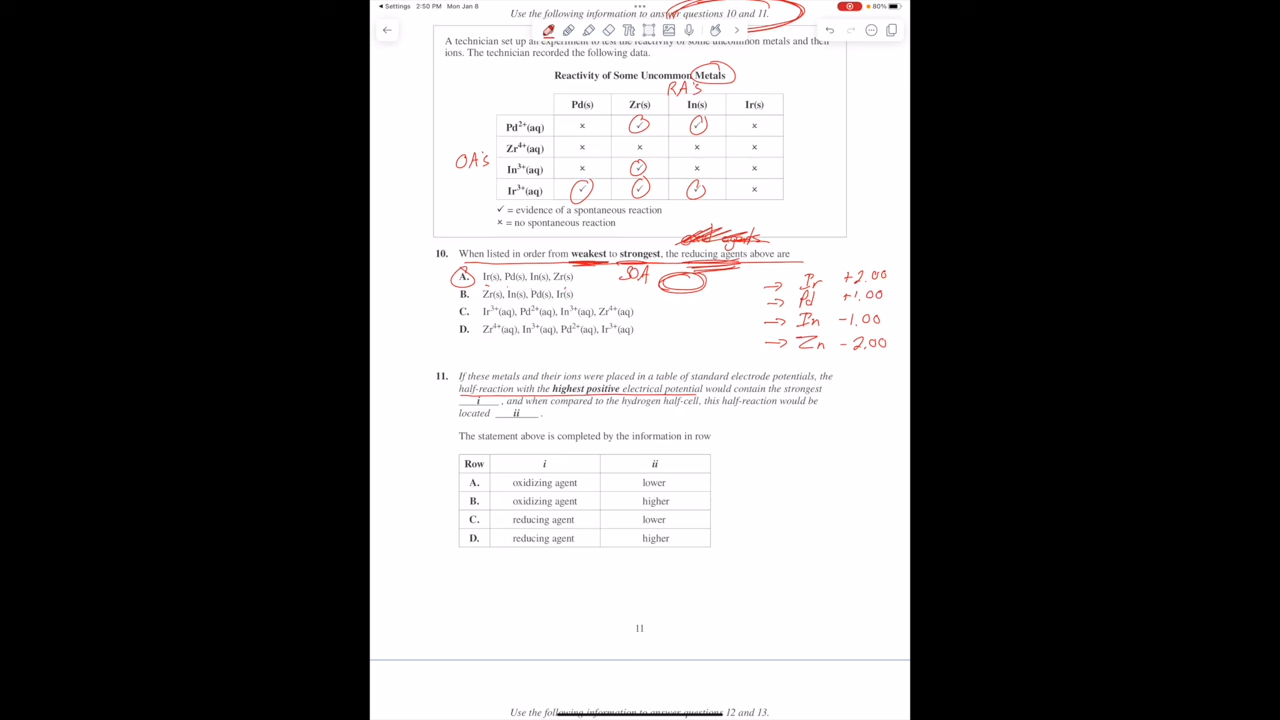 Settings 2:50 PM Mon Jan 8 80%
Use the following information to answer questions 10 and 11.
A technician set up an experiment to test the reactivity of some uncommon metals and their
ions. The technician recorded the following data.
Reactivity of Some Uncommon Metals
RA's
Pd(s) Zr(s) In(s) Ir(s)
Pd2+(aq) × ✓ ✓ ×
Zr4+(aq) × × × ×
OA's
In3+(aq) × ✓ × ×
Ir3+(aq) ✓ ✓ ✓ ×
✓ = evidence of a spontaneous reaction
× = no spontaneous reaction
10. When listed in order from weakest to strongest, the reducing agents above are
SOA
A. Ir(s), Pd(s), In(s), Zr(s)
B. Zr(s), In(s), Pd(s), Ir(s)
C. Ir3+(aq), Pd2+(aq), In3+(aq), Zr4+(aq)
D. Zr4+(aq), In3+(aq), Pd2+(aq), Ir3+(aq)
→ Ir +2.00
→ Pd +1.00
→ In -1.00
→ Zn -2.00
11. If these metals and their ions were placed in a table of standard electrode potentials, the
half-reaction with the highest positive electrical potential would contain the strongest
i , and when compared to the hydrogen half-cell, this half-reaction would be
located ii .
The statement above is completed by the information in row
Row i ii
A. oxidizing agent lower
B. oxidizing agent higher
C. reducing agent lower
D. reducing agent higher
11
Use the following information to answer questions 12 and 13.